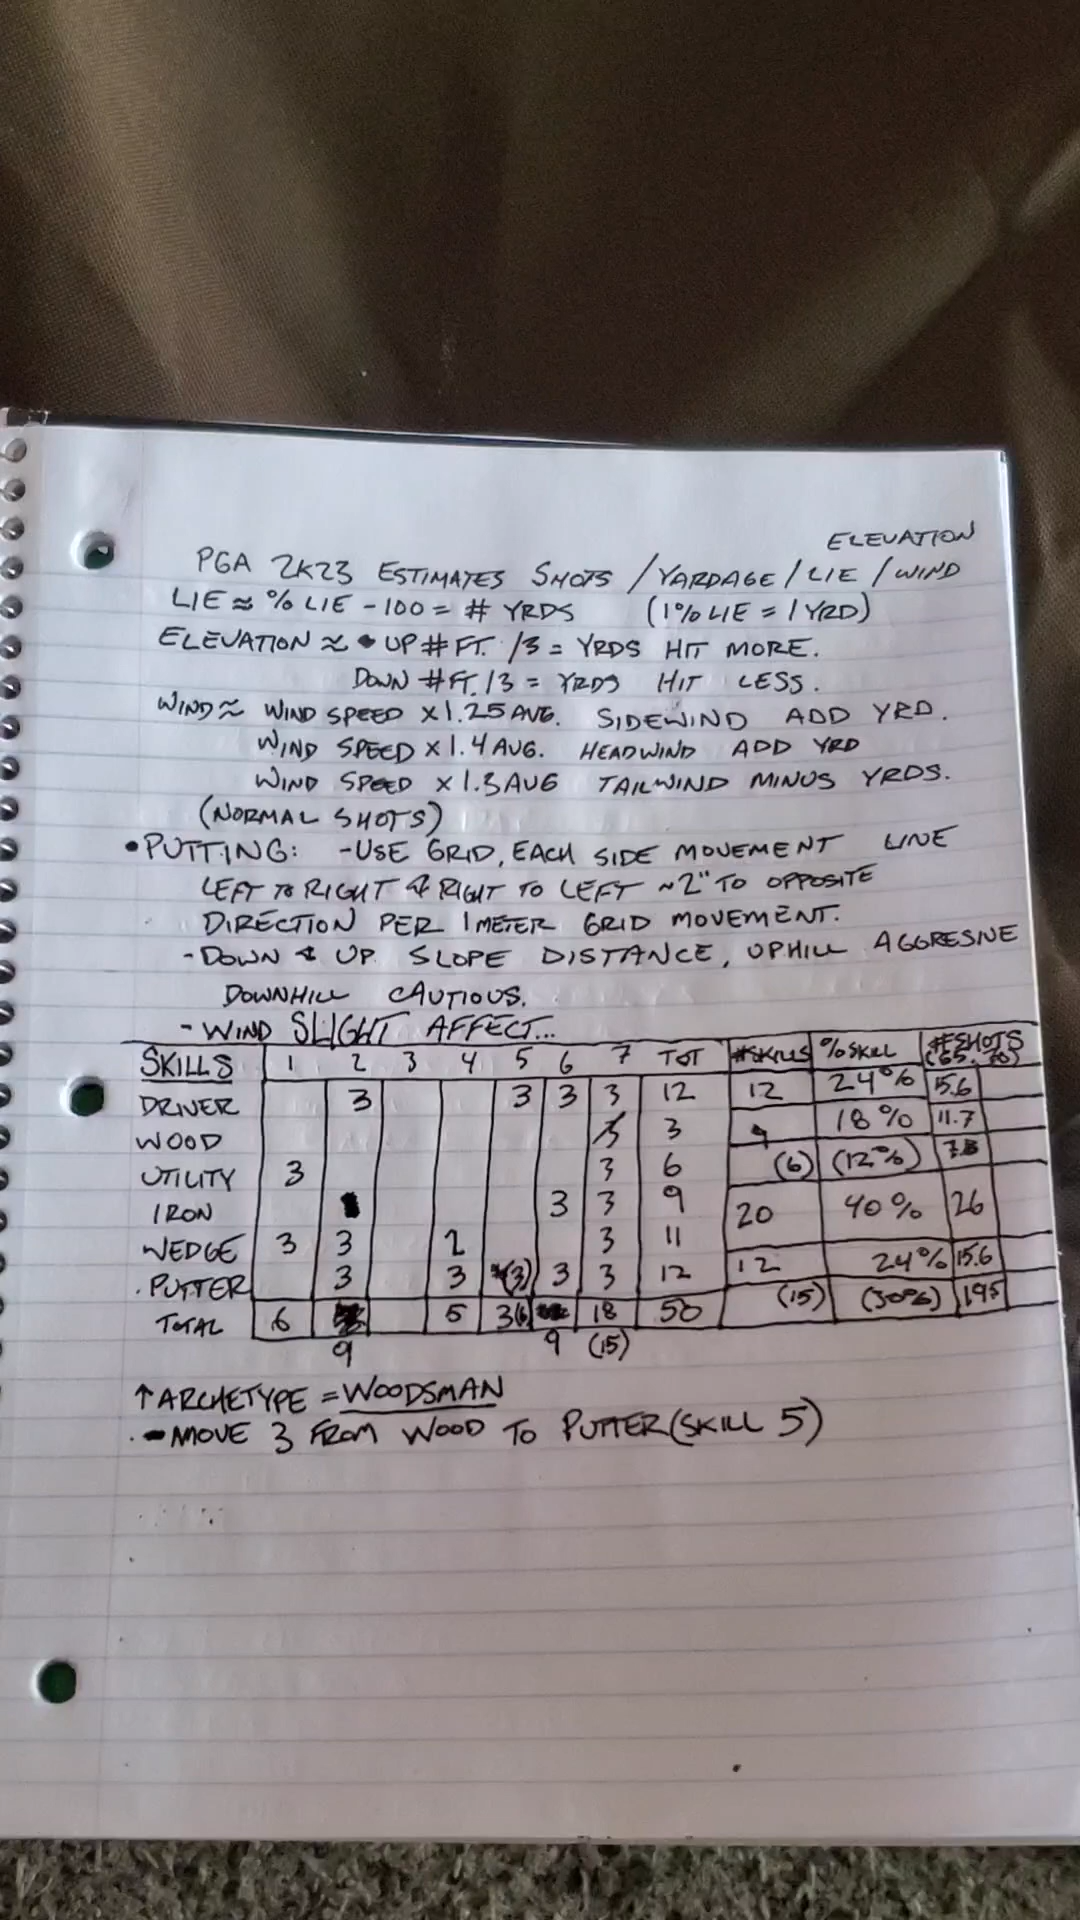 ELEVATION
PGA 2K23 ESTIMATES SHOTS / YARDAGE / LIE / WIND
LIE ≈ % LIE - 100 = # YRDS (1% LIE = 1 YRD)
ELEVATION ≈ UP # FT. /3 = YRDS HIT MORE.
DOWN # FT. /3 = YRDS HIT LESS.
WIND ≈ WIND SPEED X 1.25 AVG. SIDEWIND ADD YRD.
WIND SPEED X 1.4 AUG. HEADWIND ADD YRD
WIND SPEED X 1.3 AUG TAILWIND MINUS YRDS.
(NORMAL SHOTS)
• PUTTING: - USE GRID, EACH SIDE MOVEMENT LINE
LEFT TO RIGHT & RIGHT TO LEFT ~2" TO OPPOSITE
DIRECTION PER 1 METER GRID MOVEMENT.
- DOWN & UP SLOPE DISTANCE, UPHILL AGGRESIVE
DOWNHILL CAUTIOUS.
- WIND SLIGHT AFFECT...
SKILLS 1 2 3 4 5 6 7 TOT #SKILLS % SKILL # SHOTS
DRIVER 3 3 3 3 12 12 24% 15.6
WOOD 3 3 9 18% 11.7
UTILITY 3 3 6 (6) (12%) 7.8
IRON 3 3 9 20 40% 26
WEDGE 3 3 2 3 11
PUTTER 3 3 (3) 3 3 12 12 24% 15.6
TOTAL 6 5 18 50 (15) (30%) 19.5
9 9 (15)
↑ ARCHETYPE = WOODSMAN
- MOVE 3 FROM WOOD TO PUTTER (SKILL 5)